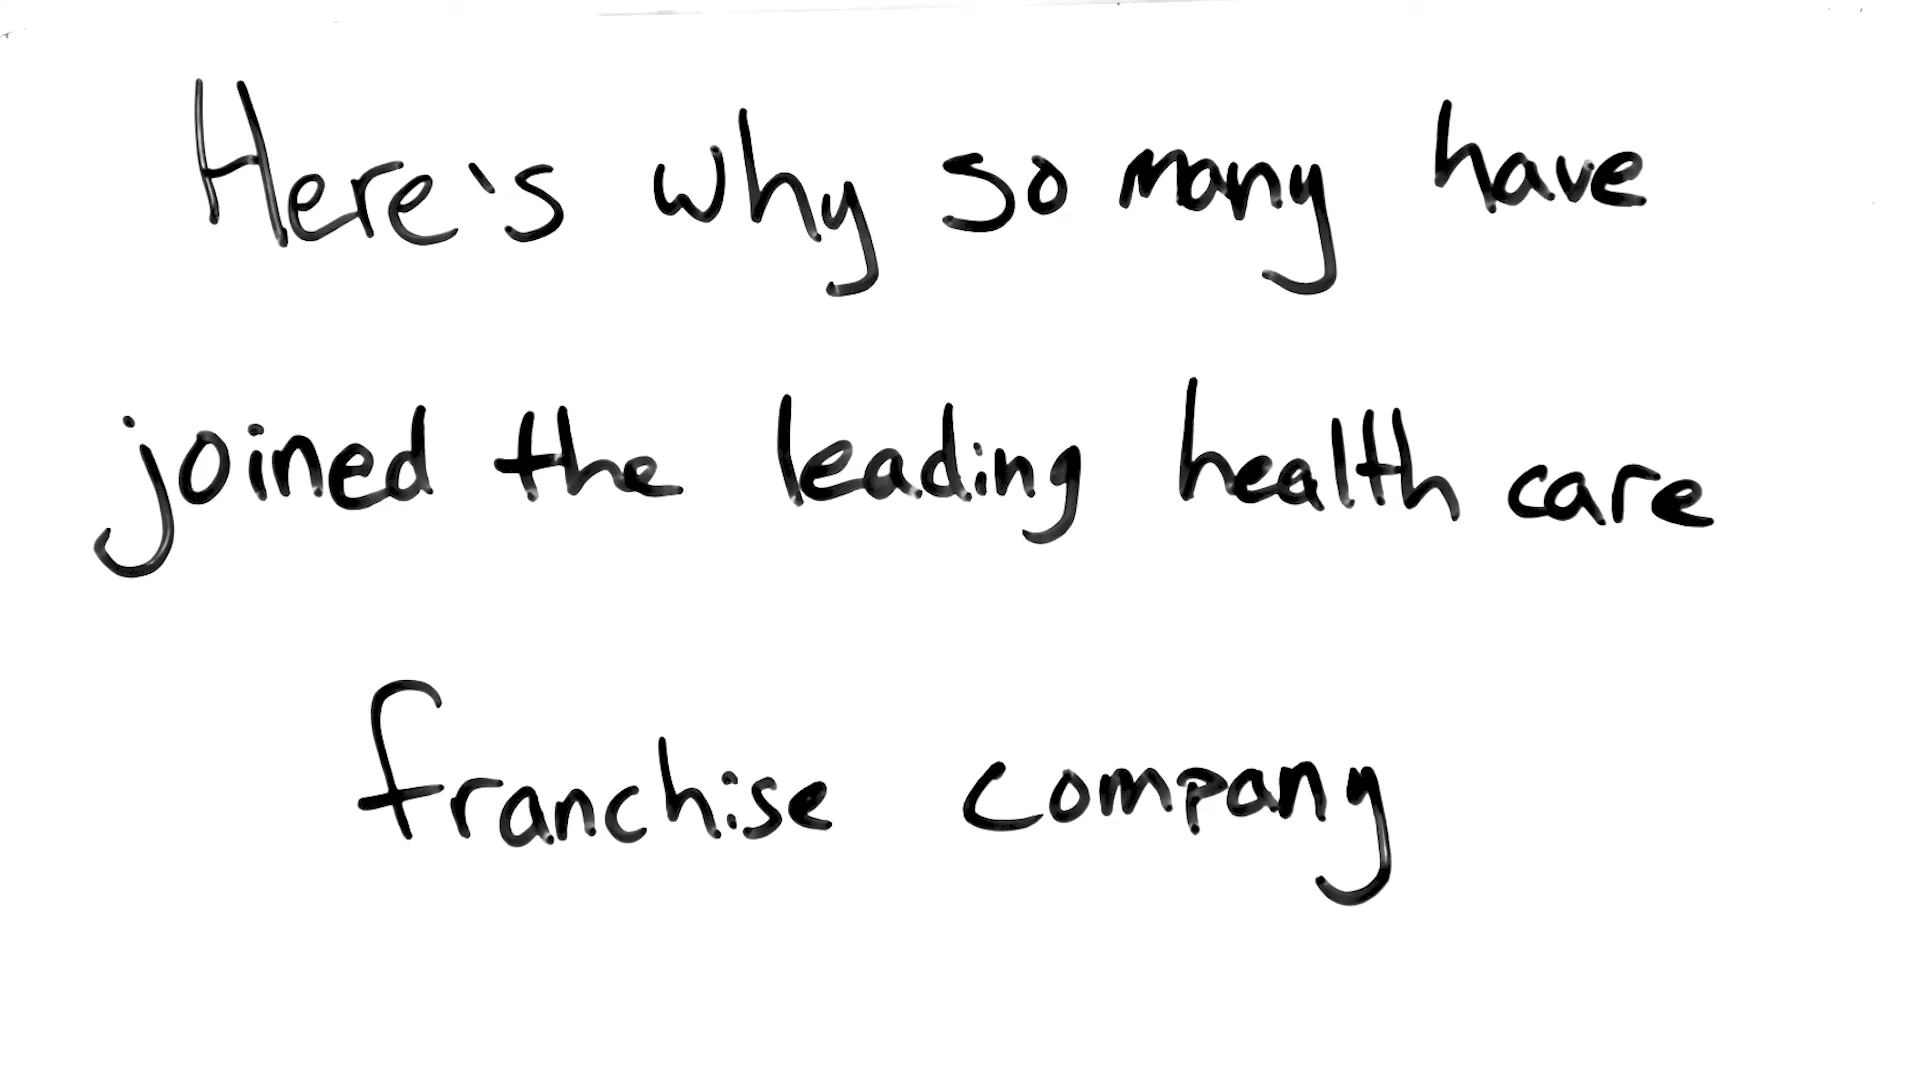 Here's why so many have
joined the leading health care
franchise company